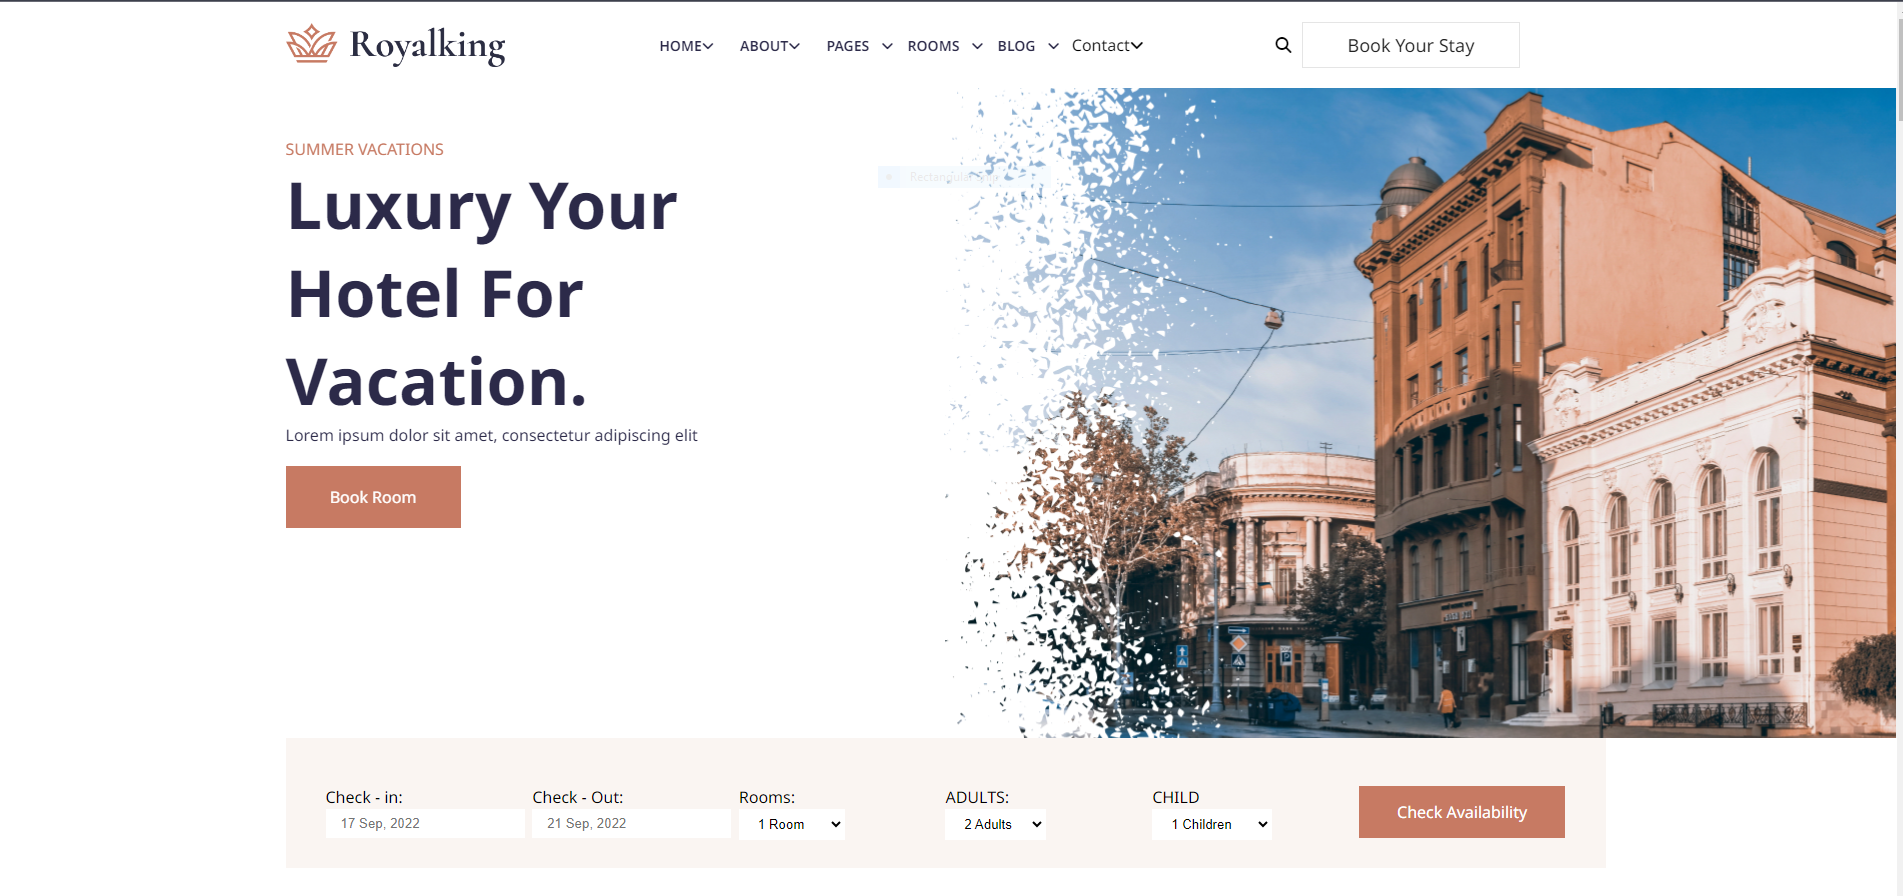 Royalking
HOME ABOUT PAGES ROOMS BLOG Contact
Book Your Stay
SUMMER VACATIONS
Luxury Your
Hotel For
Vacation.
Lorem ipsum dolor sit amet, consectetur adipiscing elit
Book Room
Check - in: Check - Out: Rooms: ADULTS: CHILD
17 Sep, 2022 21 Sep, 2022 1 Room 2 Adults 1 Children
Check Availability